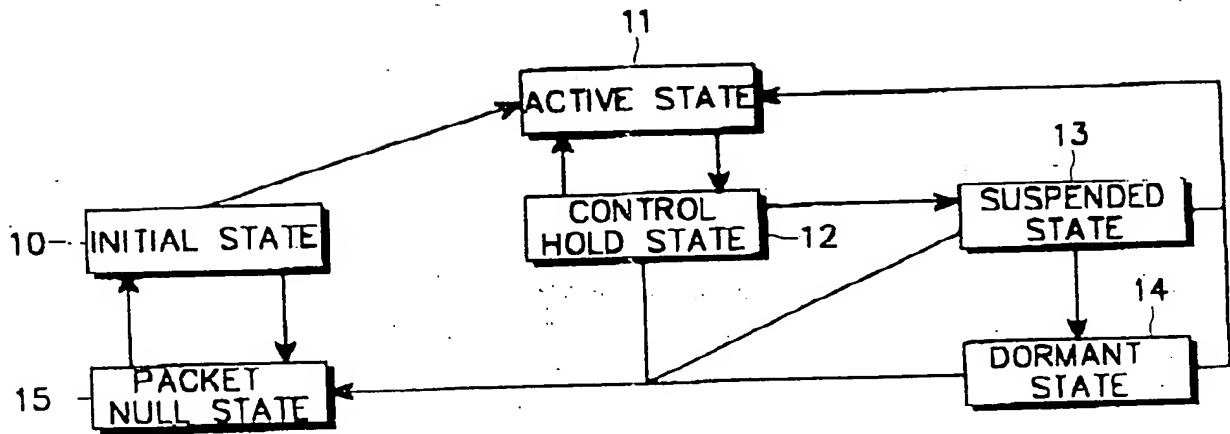 11
ACTIVE STATE
13
SUSPENDED
STATE
CONTROL
HOLD STATE
12
10
INITIAL STATE
14
DORMANT
STATE
15
PACKET
NULL STATE